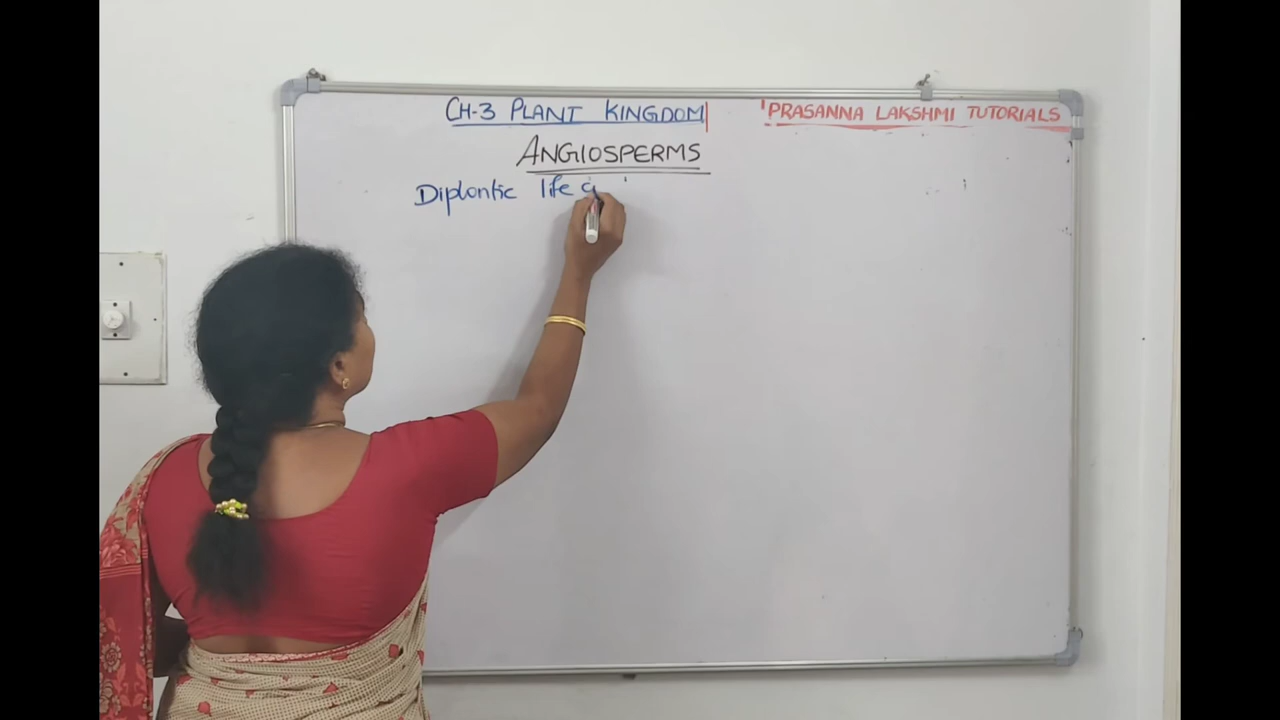 CH-3 PLANT KINGDOM
'PRASANNA LAKSHMI TUTORIALS
ANGIOSPERMS
Diplontic life